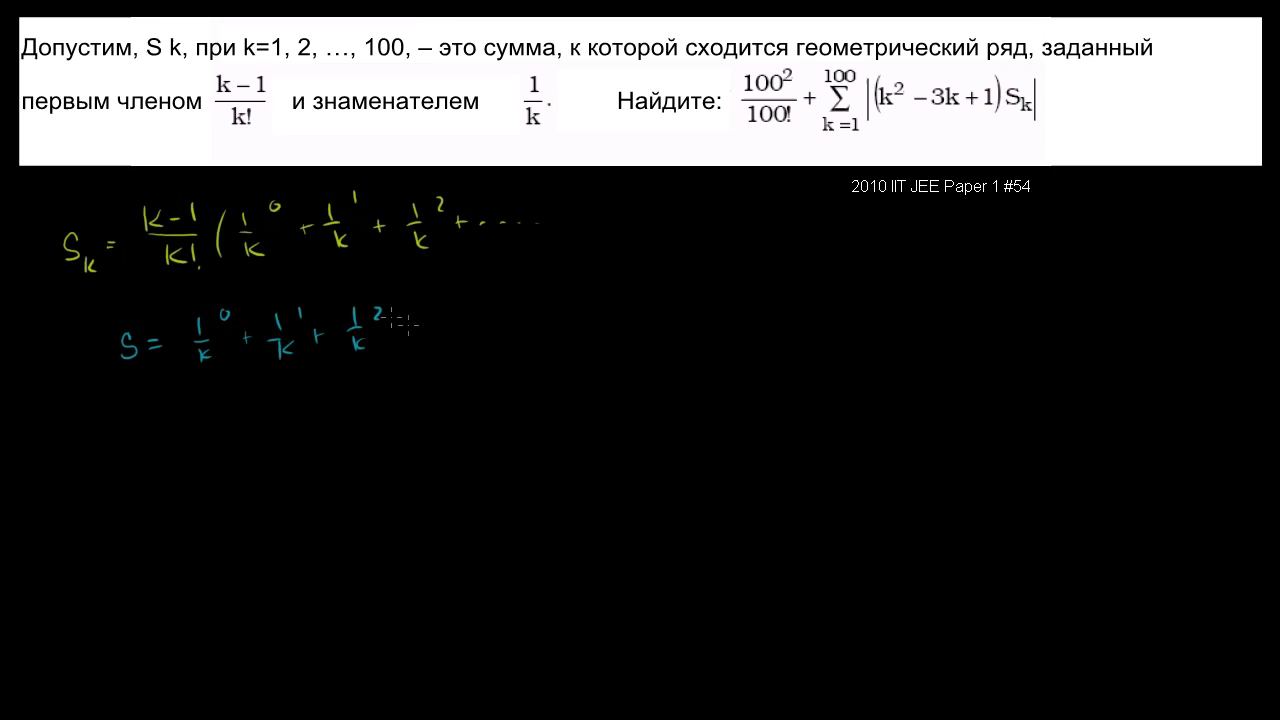 Допустим, S k, при k=1, 2, …, 100, – это сумма, к которой сходится геометрический ряд, заданный
первым членом (k – 1)/k! и знаменателем 1/k. Найдите: 100²/100! + ∑_{k=1}^{100} |(k² – 3k + 1) S_k|
2010 IIT JEE Paper 1 #54
S_k = (k-1)/k! ( 1/k ⁰ + 1/k ¹ + 1/k ² + ·····
S = 1/k ⁰ + 1/k ¹ + 1/k ²